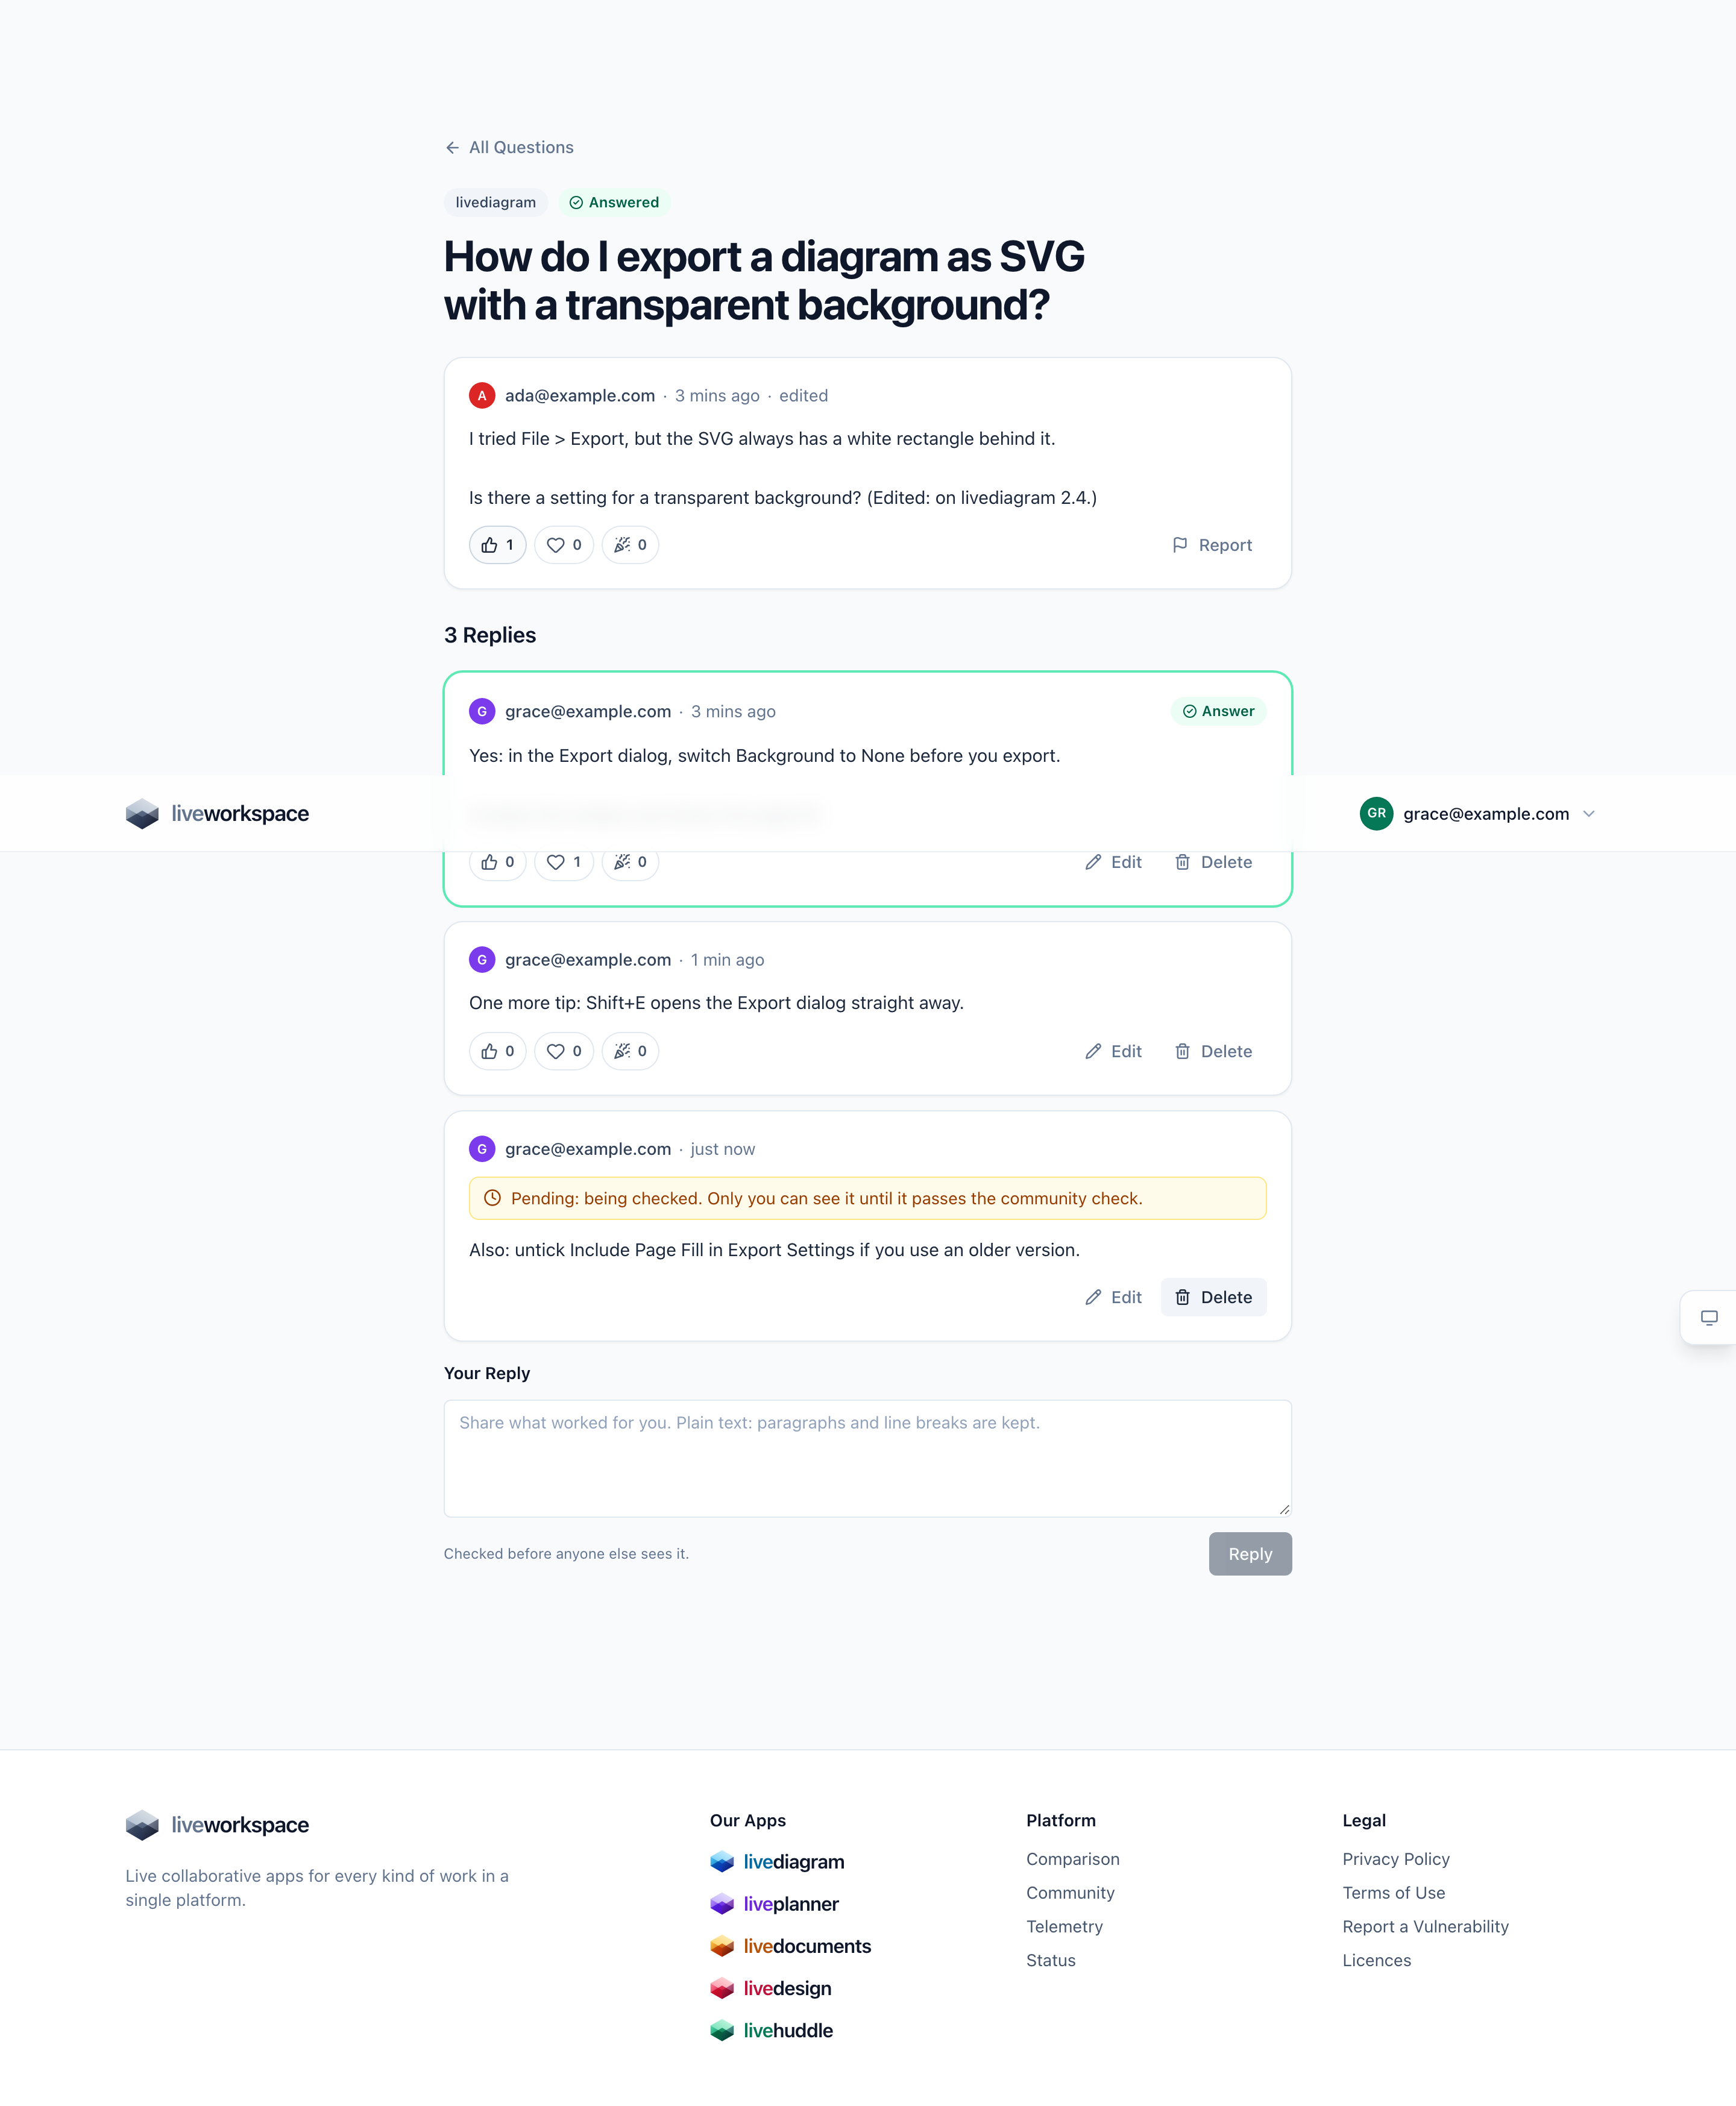 All Questions
livediagram
Answered
How do I export a diagram as SVG
with a transparent background?
A
ada@example.com · 3 mins ago · edited
I tried File > Export, but the SVG always has a white rectangle behind it.
Is there a setting for a transparent background? (Edited: on livediagram 2.4.)
1
0
0
Report
3 Replies
G
grace@example.com · 3 mins ago
Answer
Yes: in the Export dialog, switch Background to None before you export.
liveworkspace
GR
grace@example.com
0
1
0
Edit
Delete
G
grace@example.com · 1 min ago
One more tip: Shift+E opens the Export dialog straight away.
0
0
0
Edit
Delete
G
grace@example.com · just now
Pending: being checked. Only you can see it until it passes the community check.
Also: untick Include Page Fill in Export Settings if you use an older version.
Edit
Delete
Your Reply
Share what worked for you. Plain text: paragraphs and line breaks are kept.
Checked before anyone else sees it.
Reply
liveworkspace
Live collaborative apps for every kind of work in a
single platform.
Our Apps
livediagram
liveplanner
livedocuments
livedesign
livehuddle
Platform
Comparison
Community
Telemetry
Status
Legal
Privacy Policy
Terms of Use
Report a Vulnerability
Licences